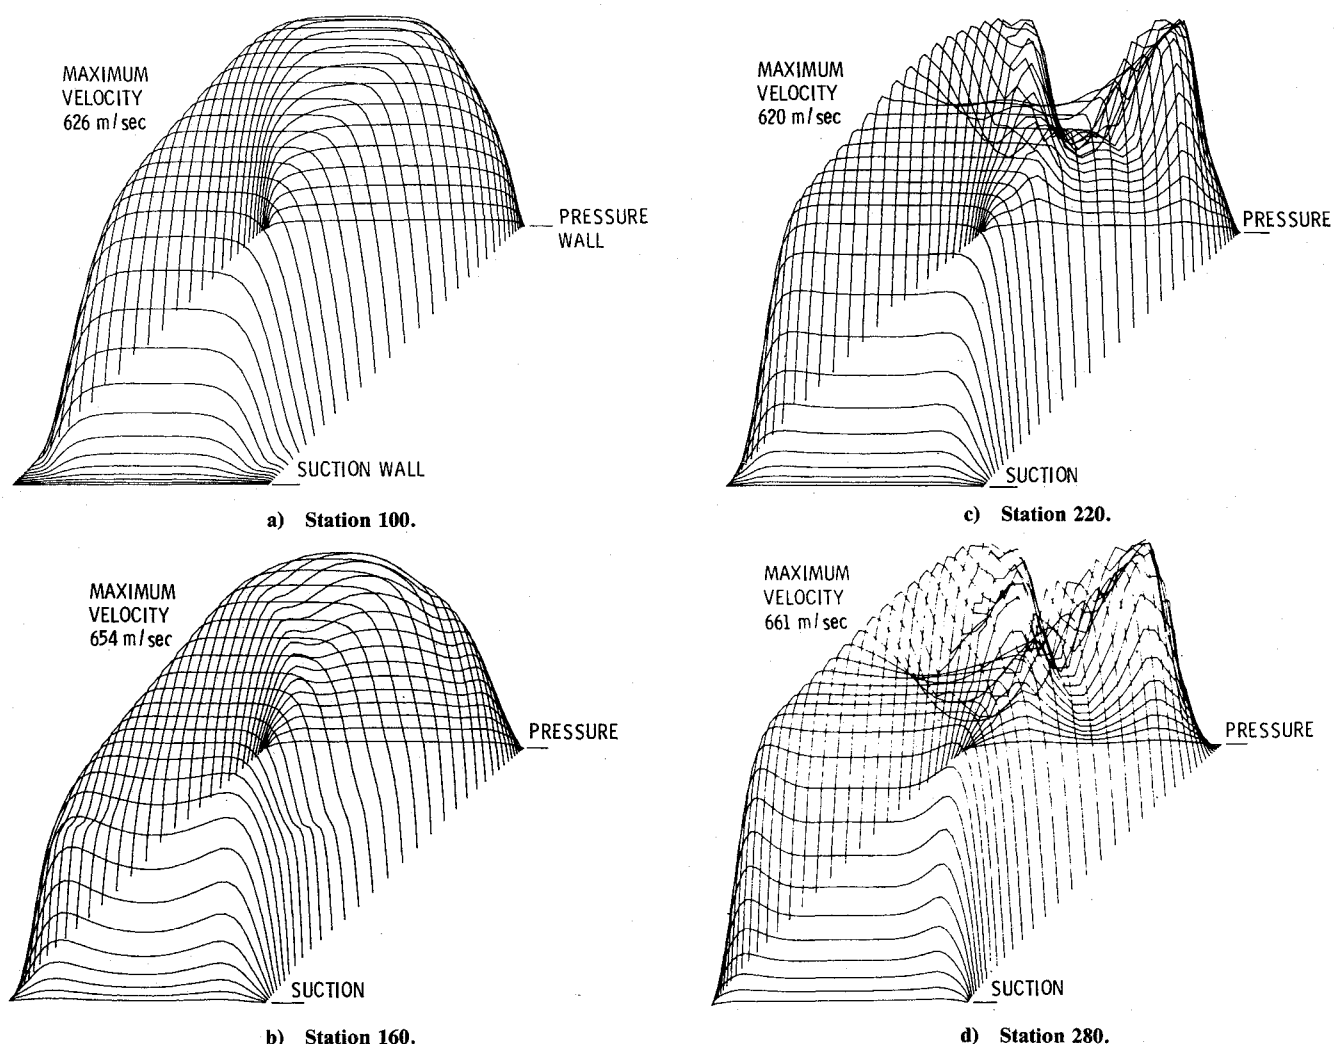 MAXIMUM
VELOCITY
626 m/sec
PRESSURE
WALL
SUCTION WALL
a) Station 100.
MAXIMUM
VELOCITY
654 m/sec
PRESSURE
SUCTION
b) Station 160.
MAXIMUM
VELOCITY
620 m/sec
PRESSURE
SUCTION
c) Station 220.
MAXIMUM
VELOCITY
661 m/sec
PRESSURE
SUCTION
d) Station 280.